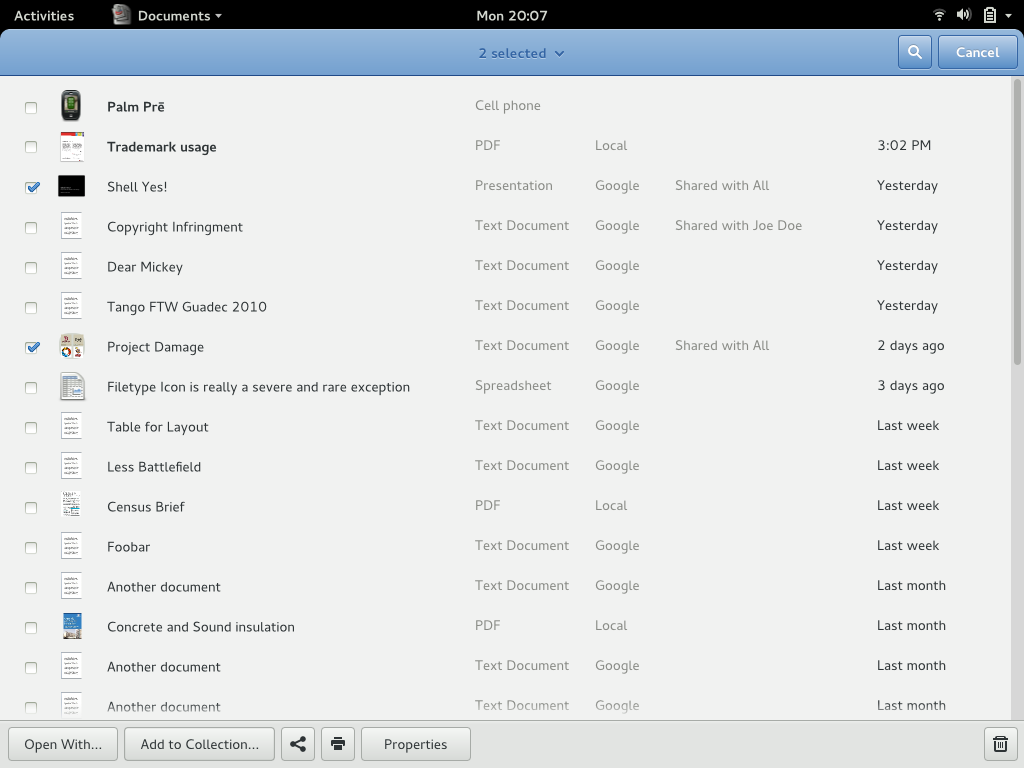 Activities Documents Mon 20:07
2 selected Cancel
Palm Prē Cell phone
Trademark usage PDF Local 3:02 PM
Shell Yes! Presentation Google Shared with All Yesterday
Copyright Infringment Text Document Google Shared with Joe Doe Yesterday
Dear Mickey Text Document Google Yesterday
Tango FTW Guadec 2010 Text Document Google Yesterday
Project Damage Text Document Google Shared with All 2 days ago
Filetype Icon is really a severe and rare exception Spreadsheet Google 3 days ago
Table for Layout Text Document Google Last week
Less Battlefield Text Document Google Last week
Census Brief PDF Local Last week
Foobar Text Document Google Last week
Another document Text Document Google Last month
Concrete and Sound insulation PDF Local Last month
Another document Text Document Google Last month
Another document Text Document Google Last month
Open With... Add to Collection... Properties